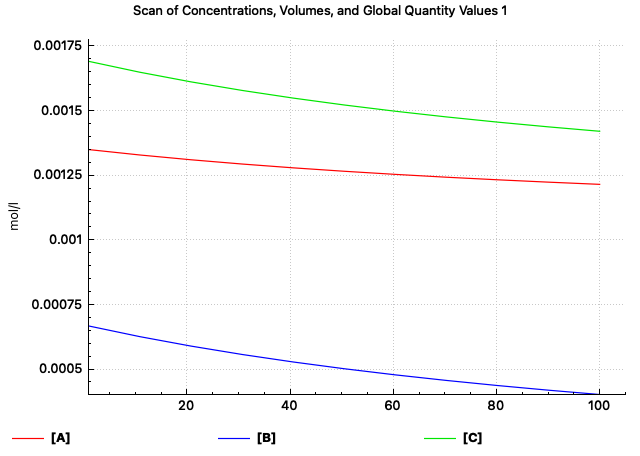 Scan of Concentrations, Volumes, and Global Quantity Values 1
0.00175
0.0015
0.00125
mol/l
0.001
0.00075
0.0005
20 40 60 80 100
[A] [B] [C]